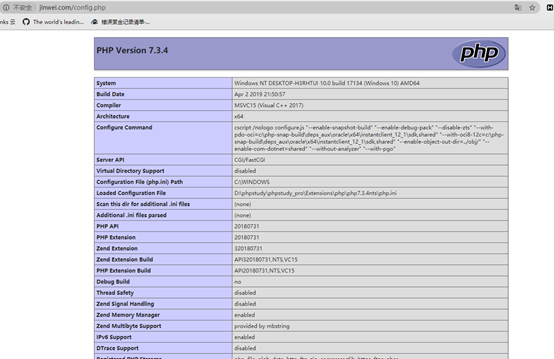 不安全 | jinwei.com/config.php
nks 云 The world's leadin... 错误复金记录清单-...
PHP Version 7.3.4
php
System Windows NT DESKTOP-H3RHTUI 10.0 build 17134 (Windows 10) AMD64
Build Date Apr 2 2019 21:50:57
Compiler MSVC15 (Visual C++ 2017)
Architecture x64
Configure Command cscript /nologo configure.js "--enable-snapshot-build" "--enable-debug-pack" "--disable-zts" "--with-
pdo-oci=c:\php-snap-build\deps_aux\oracle\x64\instantclient_12_1\sdk,shared" "--with-oci8-12c=c:\php-
snap-build\deps_aux\oracle\x64\instantclient_12_1\sdk,shared" "--enable-object-out-dir=../obj/" "--
enable-com-dotnet=shared" "--without-analyzer" "--with-pgo"
Server API CGI/FastCGI
Virtual Directory Support disabled
Configuration File (php.ini) Path C:\WINDOWS
Loaded Configuration File D:\phpstudy\phpstudy_pro\Extensions\php\php7.3.4nts\php.ini
Scan this dir for additional .ini files (none)
Additional .ini files parsed (none)
PHP API 20180731
PHP Extension 20180731
Zend Extension 320180731
Zend Extension Build API320180731,NTS,VC15
PHP Extension Build API20180731,NTS,VC15
Debug Build no
Thread Safety disabled
Zend Signal Handling disabled
Zend Memory Manager enabled
Zend Multibyte Support provided by mbstring
IPv6 Support enabled
DTrace Support disabled